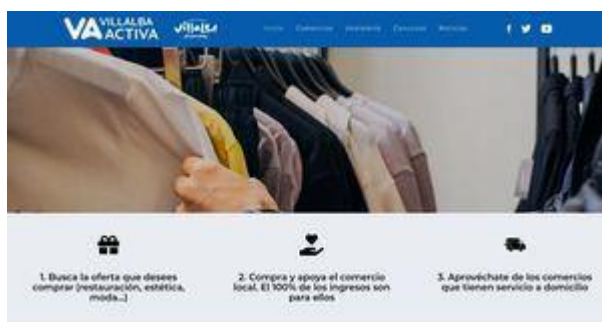 VA VILLALBA
ACTIVA
Villalba
Inicio Comercios Hostelería Concurso Noticias
1. Busca la oferta que desees
comprar (restauración, estética,
moda...)
2. Compra y apoya el comercio
local. El 100% de los ingresos son
para ellos
3. Aprovéchate de los comercios
que tienen servicio a domicilio